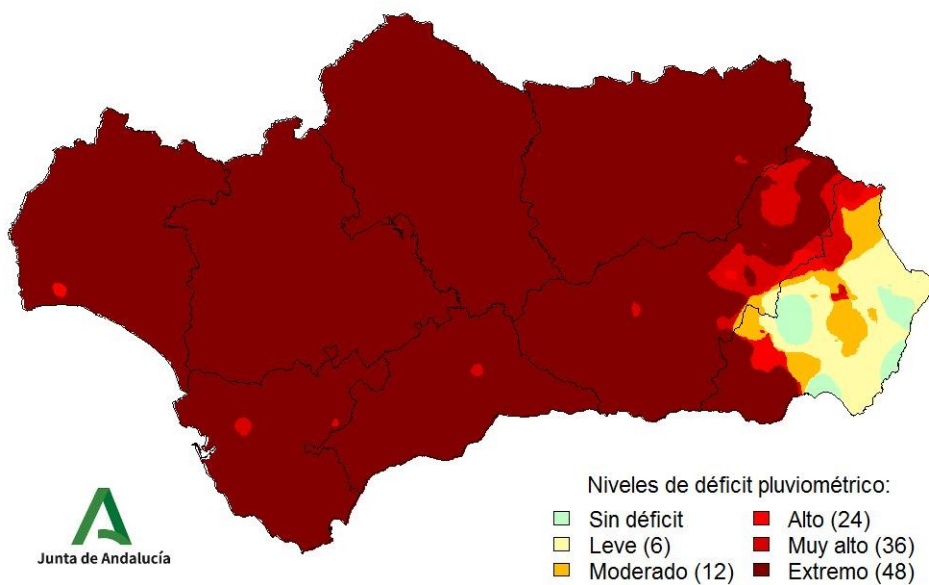 Niveles de déficit pluviométrico:
Sin déficit
Alto (24)
Leve (6)
Muy alto (36)
Moderado (12)
Extremo (48)
Junta de Andalucía